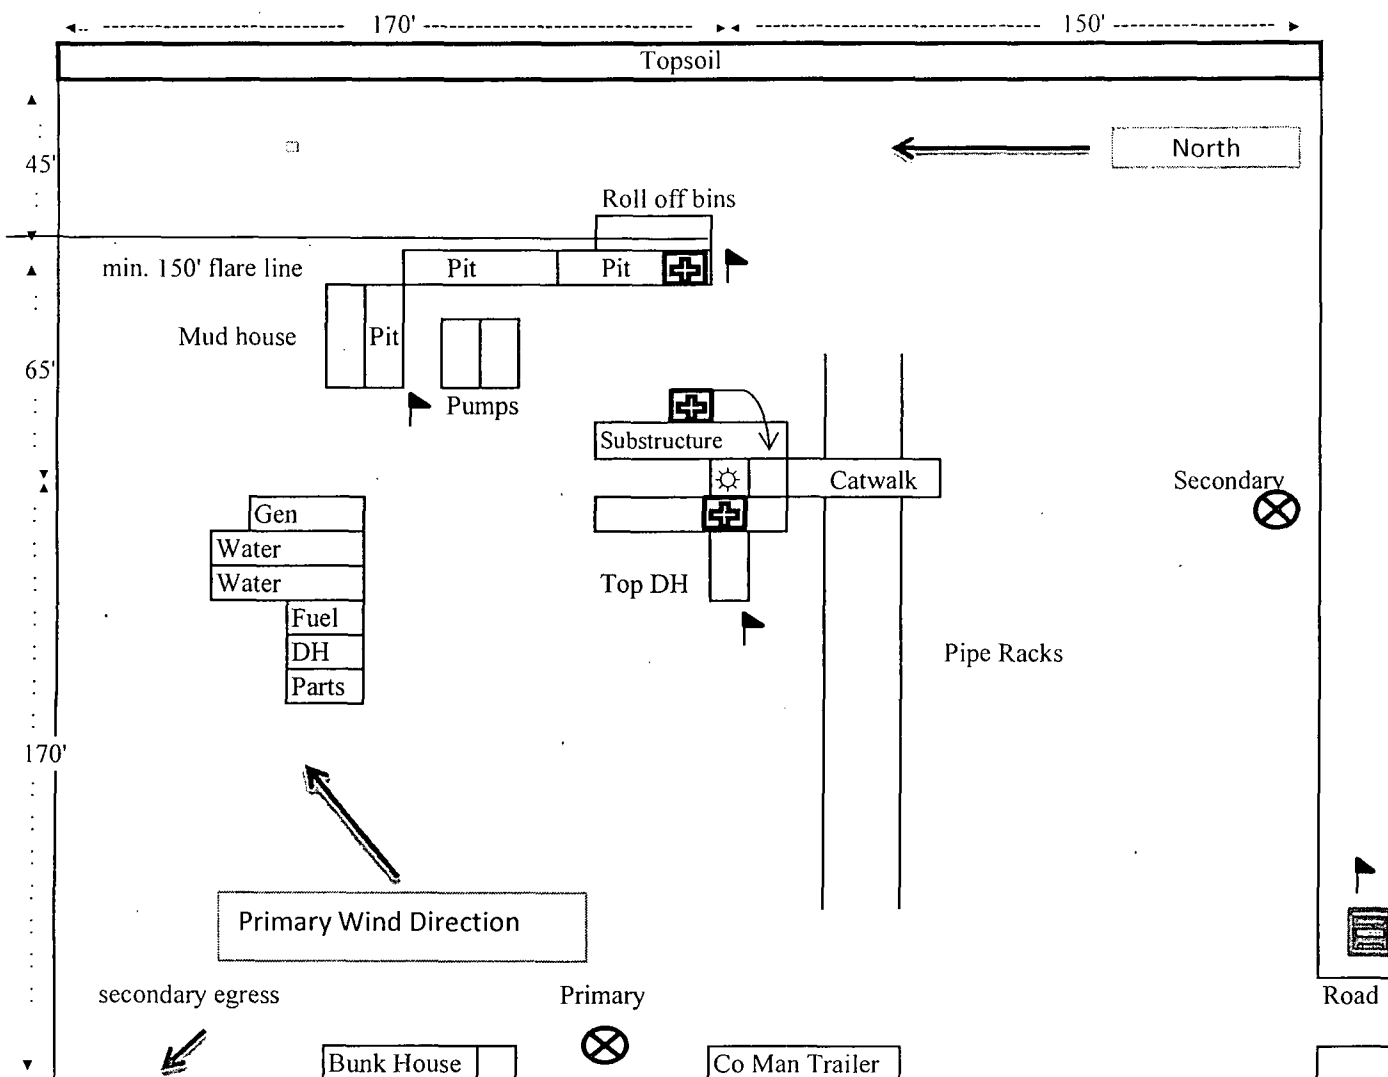 170'
150'
Topsoil
45'
North
Roll off bins
min. 150' flare line
Pit
Pit
Mud house
Pit
65'
Pumps
Substructure
Catwalk
Secondary
Gen
Water
Water
Top DH
Fuel
DH
Parts
Pipe Racks
170'
Primary Wind Direction
secondary egress
Primary
Road
Bunk House
Co Man Trailer